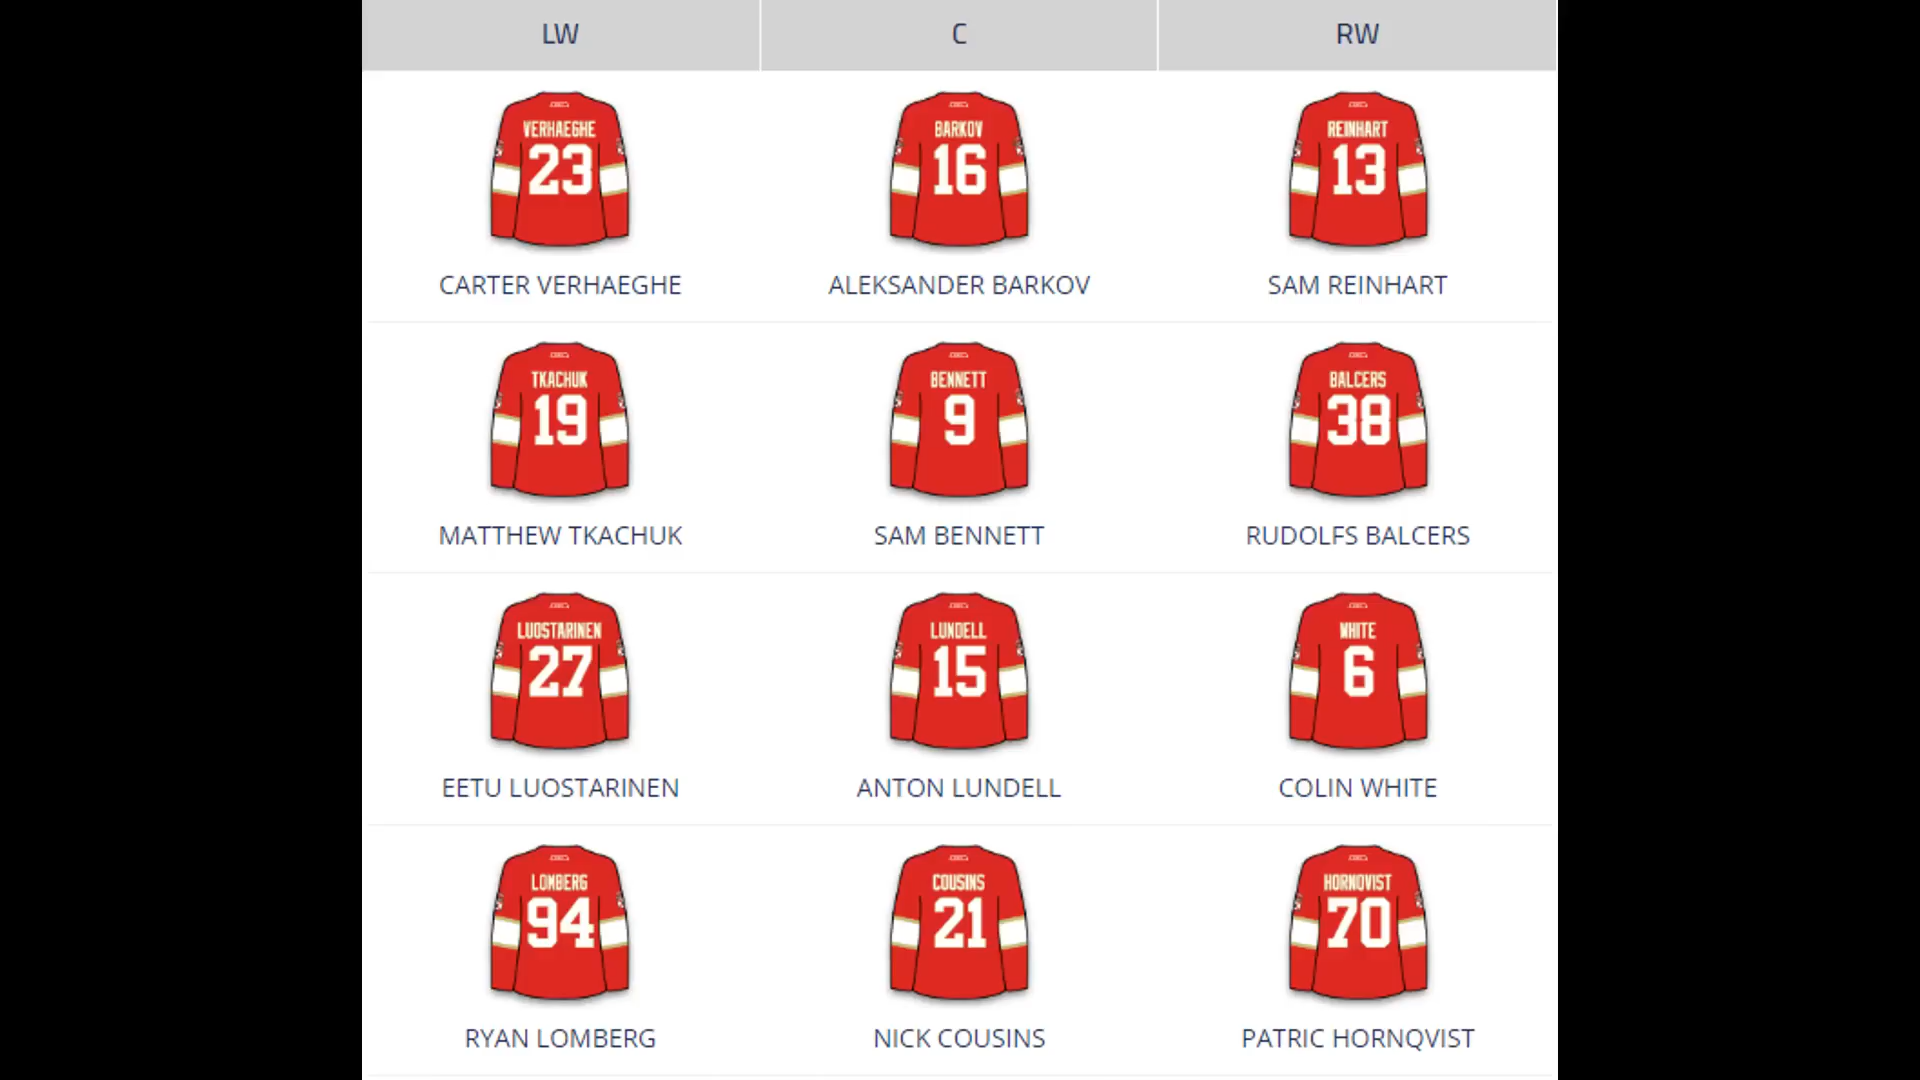 LW C RW
VERHAEGHE BARKOV REINHART
23 16 13
CARTER VERHAEGHE ALEKSANDER BARKOV SAM REINHART
TKACHUK BENNETT BALCERS
19 9 38
MATTHEW TKACHUK SAM BENNETT RUDOLFS BALCERS
LUOSTARINEN LUNDELL WHITE
27 15 6
EETU LUOSTARINEN ANTON LUNDELL COLIN WHITE
LOMBERG COUSINS HORNQVIST
94 21 70
RYAN LOMBERG NICK COUSINS PATRIC HORNQVIST